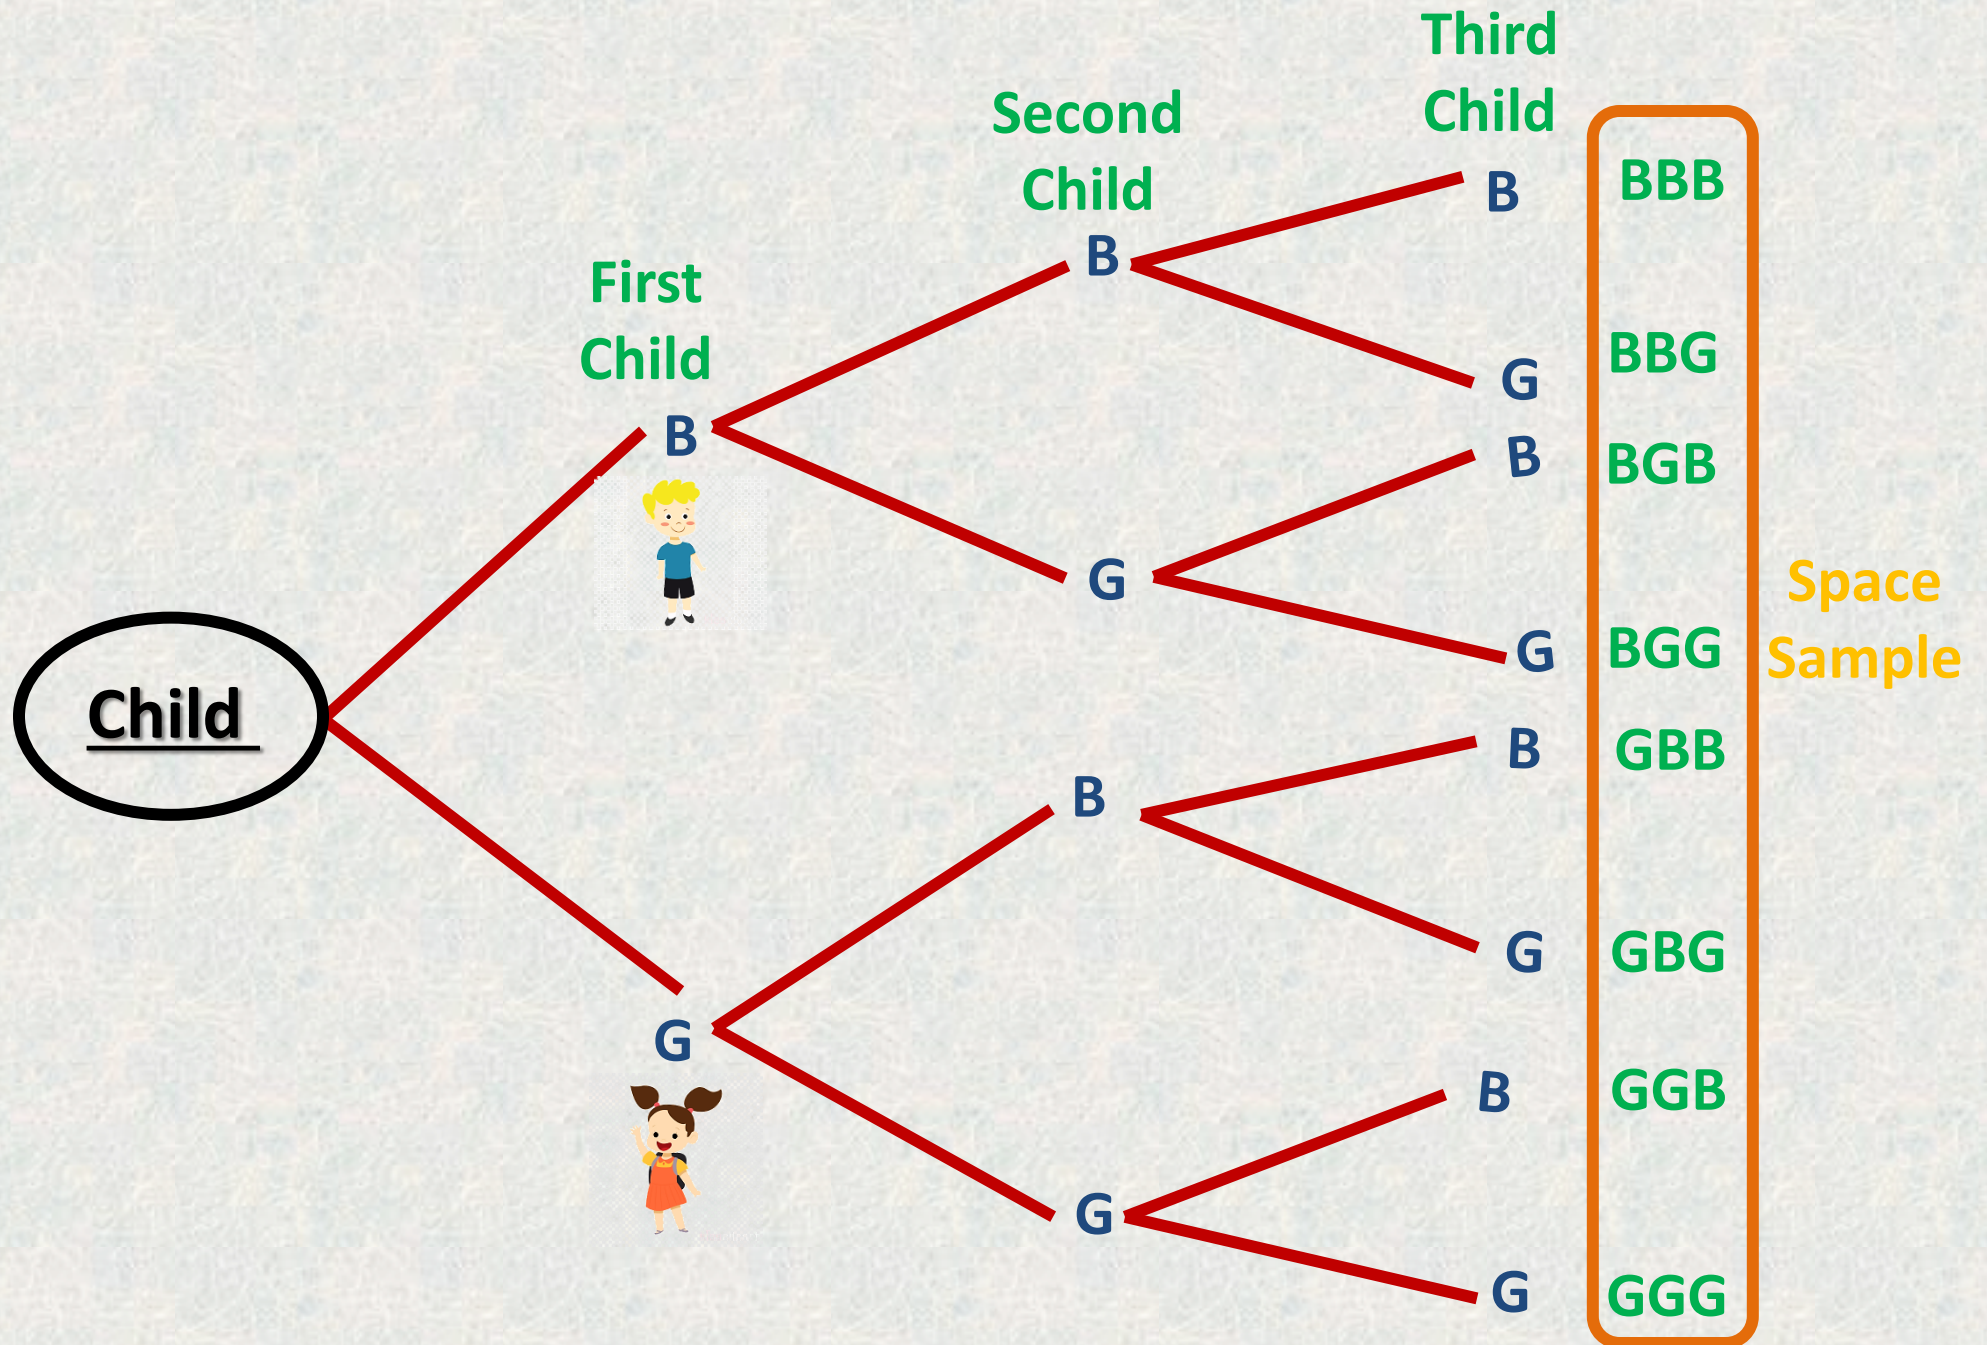 Third
Child
Second
Child
First
Child
Child
B
G
B
G
B
G
B
G
B
G
B
G
B
G
BBB
BBG
BGB
BGG
GBB
GBG
GGB
GGG
Space
Sample